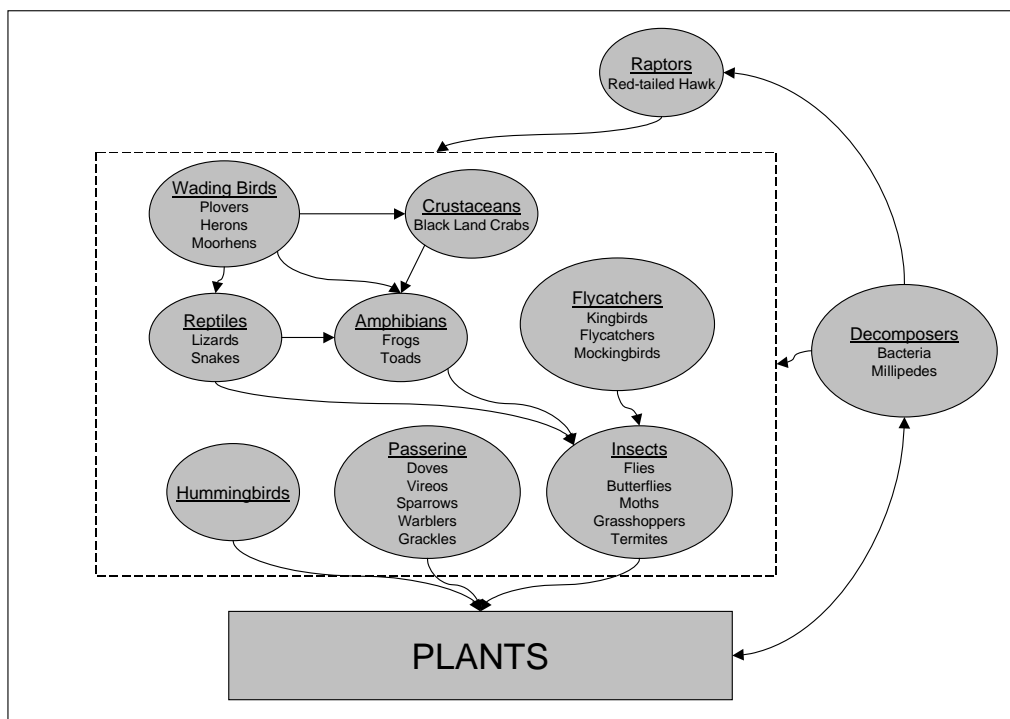 Raptors
Red-tailed Hawk
Wading Birds
Plovers
Herons
Moorhens
Crustaceans
Black Land Crabs
Reptiles
Lizards
Snakes
Amphibians
Frogs
Toads
Flycatchers
Kingbirds
Flycatchers
Mockingbirds
Decomposers
Bacteria
Millipedes
Hummingbirds
Passerine
Doves
Vireos
Sparrows
Warblers
Grackles
Insects
Flies
Butterflies
Moths
Grasshoppers
Termites
PLANTS